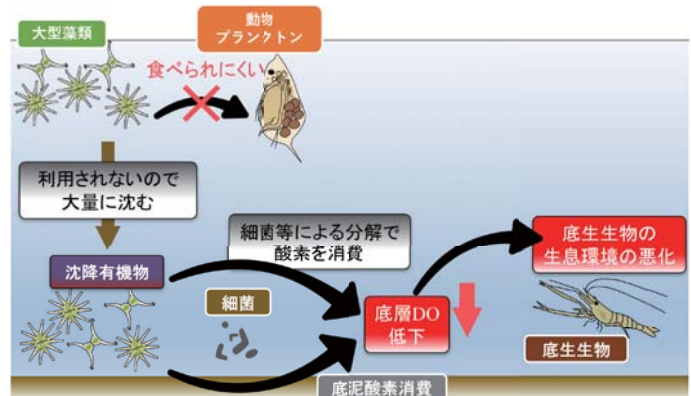 大型藻類
動物
プランクトン
食べられにくい
利用されないので
大量に沈む
細菌等による分解で
酸素を消費
底生生物の
生息環境の悪化
沈降有機物
細菌
底層DO
低下
底生生物
底泥酸素消費